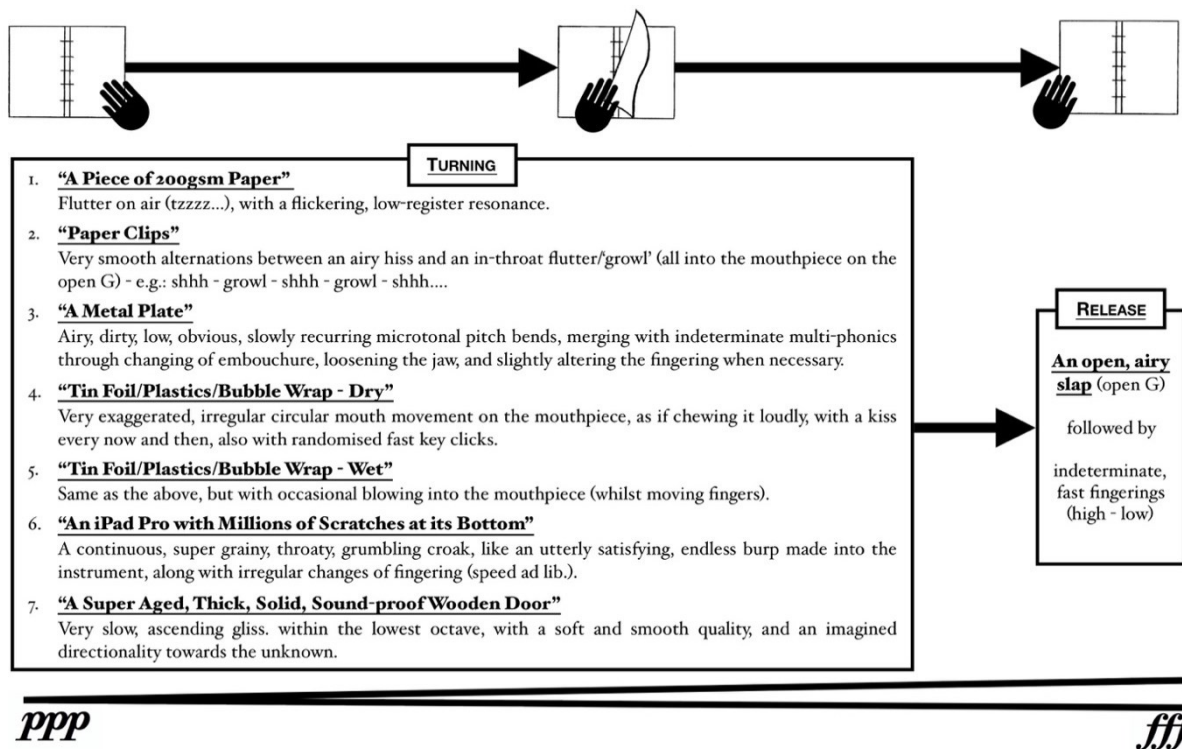 TURNING
1. “A Piece of 200gsm Paper”
Flutter on air (tzzzz...), with a flickering, low-register resonance.
2. “Paper Clips”
Very smooth alternations between an airy hiss and an in-throat flutter/‘growl’ (all into the mouthpiece on the
open G) - e.g.: shhh - growl - shhh - growl - shhh....
3. “A Metal Plate”
Airy, dirty, low, obvious, slowly recurring microtonal pitch bends, merging with indeterminate multi-phonics
through changing of embouchure, loosening the jaw, and slightly altering the fingering when necessary.
4. “Tin Foil/Plastics/Bubble Wrap - Dry”
Very exaggerated, irregular circular mouth movement on the mouthpiece, as if chewing it loudly, with a kiss
every now and then, also with randomised fast key clicks.
5. “Tin Foil/Plastics/Bubble Wrap - Wet”
Same as the above, but with occasional blowing into the mouthpiece (whilst moving fingers).
6. “An iPad Pro with Millions of Scratches at its Bottom”
A continuous, super grainy, throaty, grumbling croak, like an utterly satisfying, endless burp made into the
instrument, along with irregular changes of fingering (speed ad lib.).
7. “A Super Aged, Thick, Solid, Sound-proof Wooden Door”
Very slow, ascending gliss. within the lowest octave, with a soft and smooth quality, and an imagined
directionality towards the unknown.
RELEASE
An open, airy
slap (open G)
followed by
indeterminate,
fast fingerings
(high - low)
ppp
fff